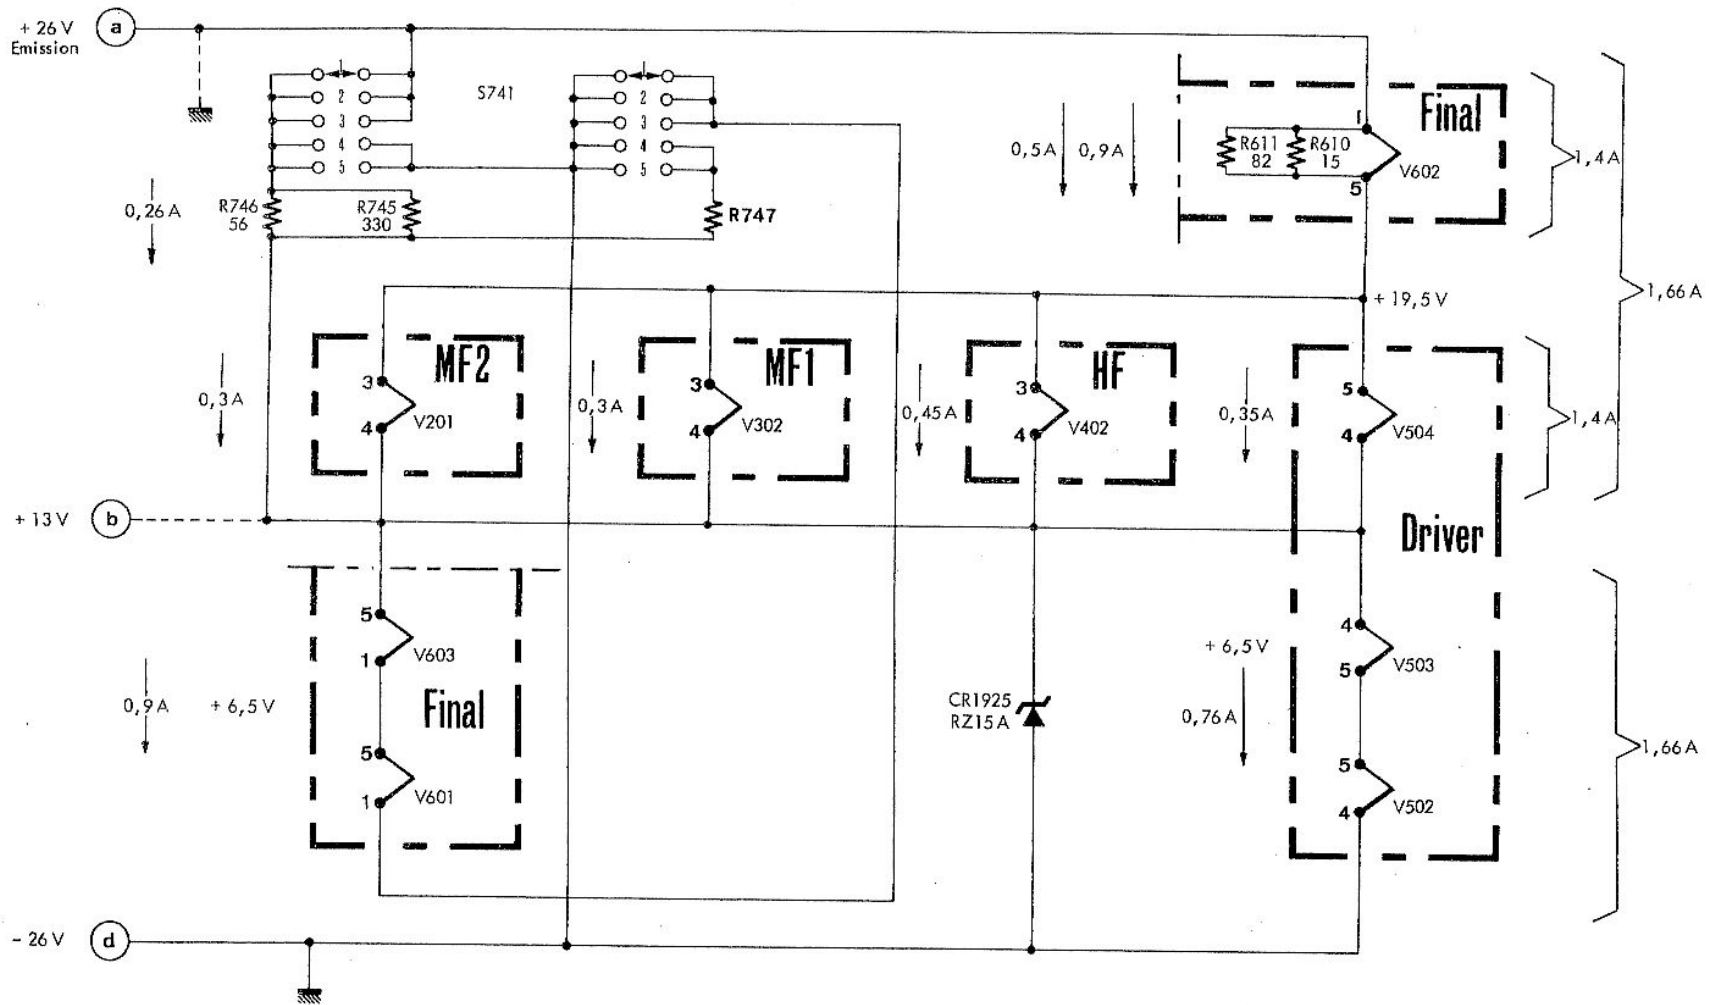 + 26 V
Emission
a
2
3
4
5
S741
2
3
4
5
0,26 A
R746
56
R745
330
R747
0,5 A
0,9 A
Final
1
R611
82
R610
15
5
V602
1,4 A
1,66 A
+ 19,5 V
MF2
3
4
V201
0,3 A
MF1
3
4
V302
0,3 A
HF
3
4
V402
0,45 A
0,35 A
5
4
V504
1,4 A
+ 13 V
b
Driver
5
1
V603
Final
0,9 A
+ 6,5 V
5
1
V601
CR1925
RZ15 A
+ 6,5 V
0,76 A
4
5
V503
5
4
V502
1,66 A
- 26 V
d